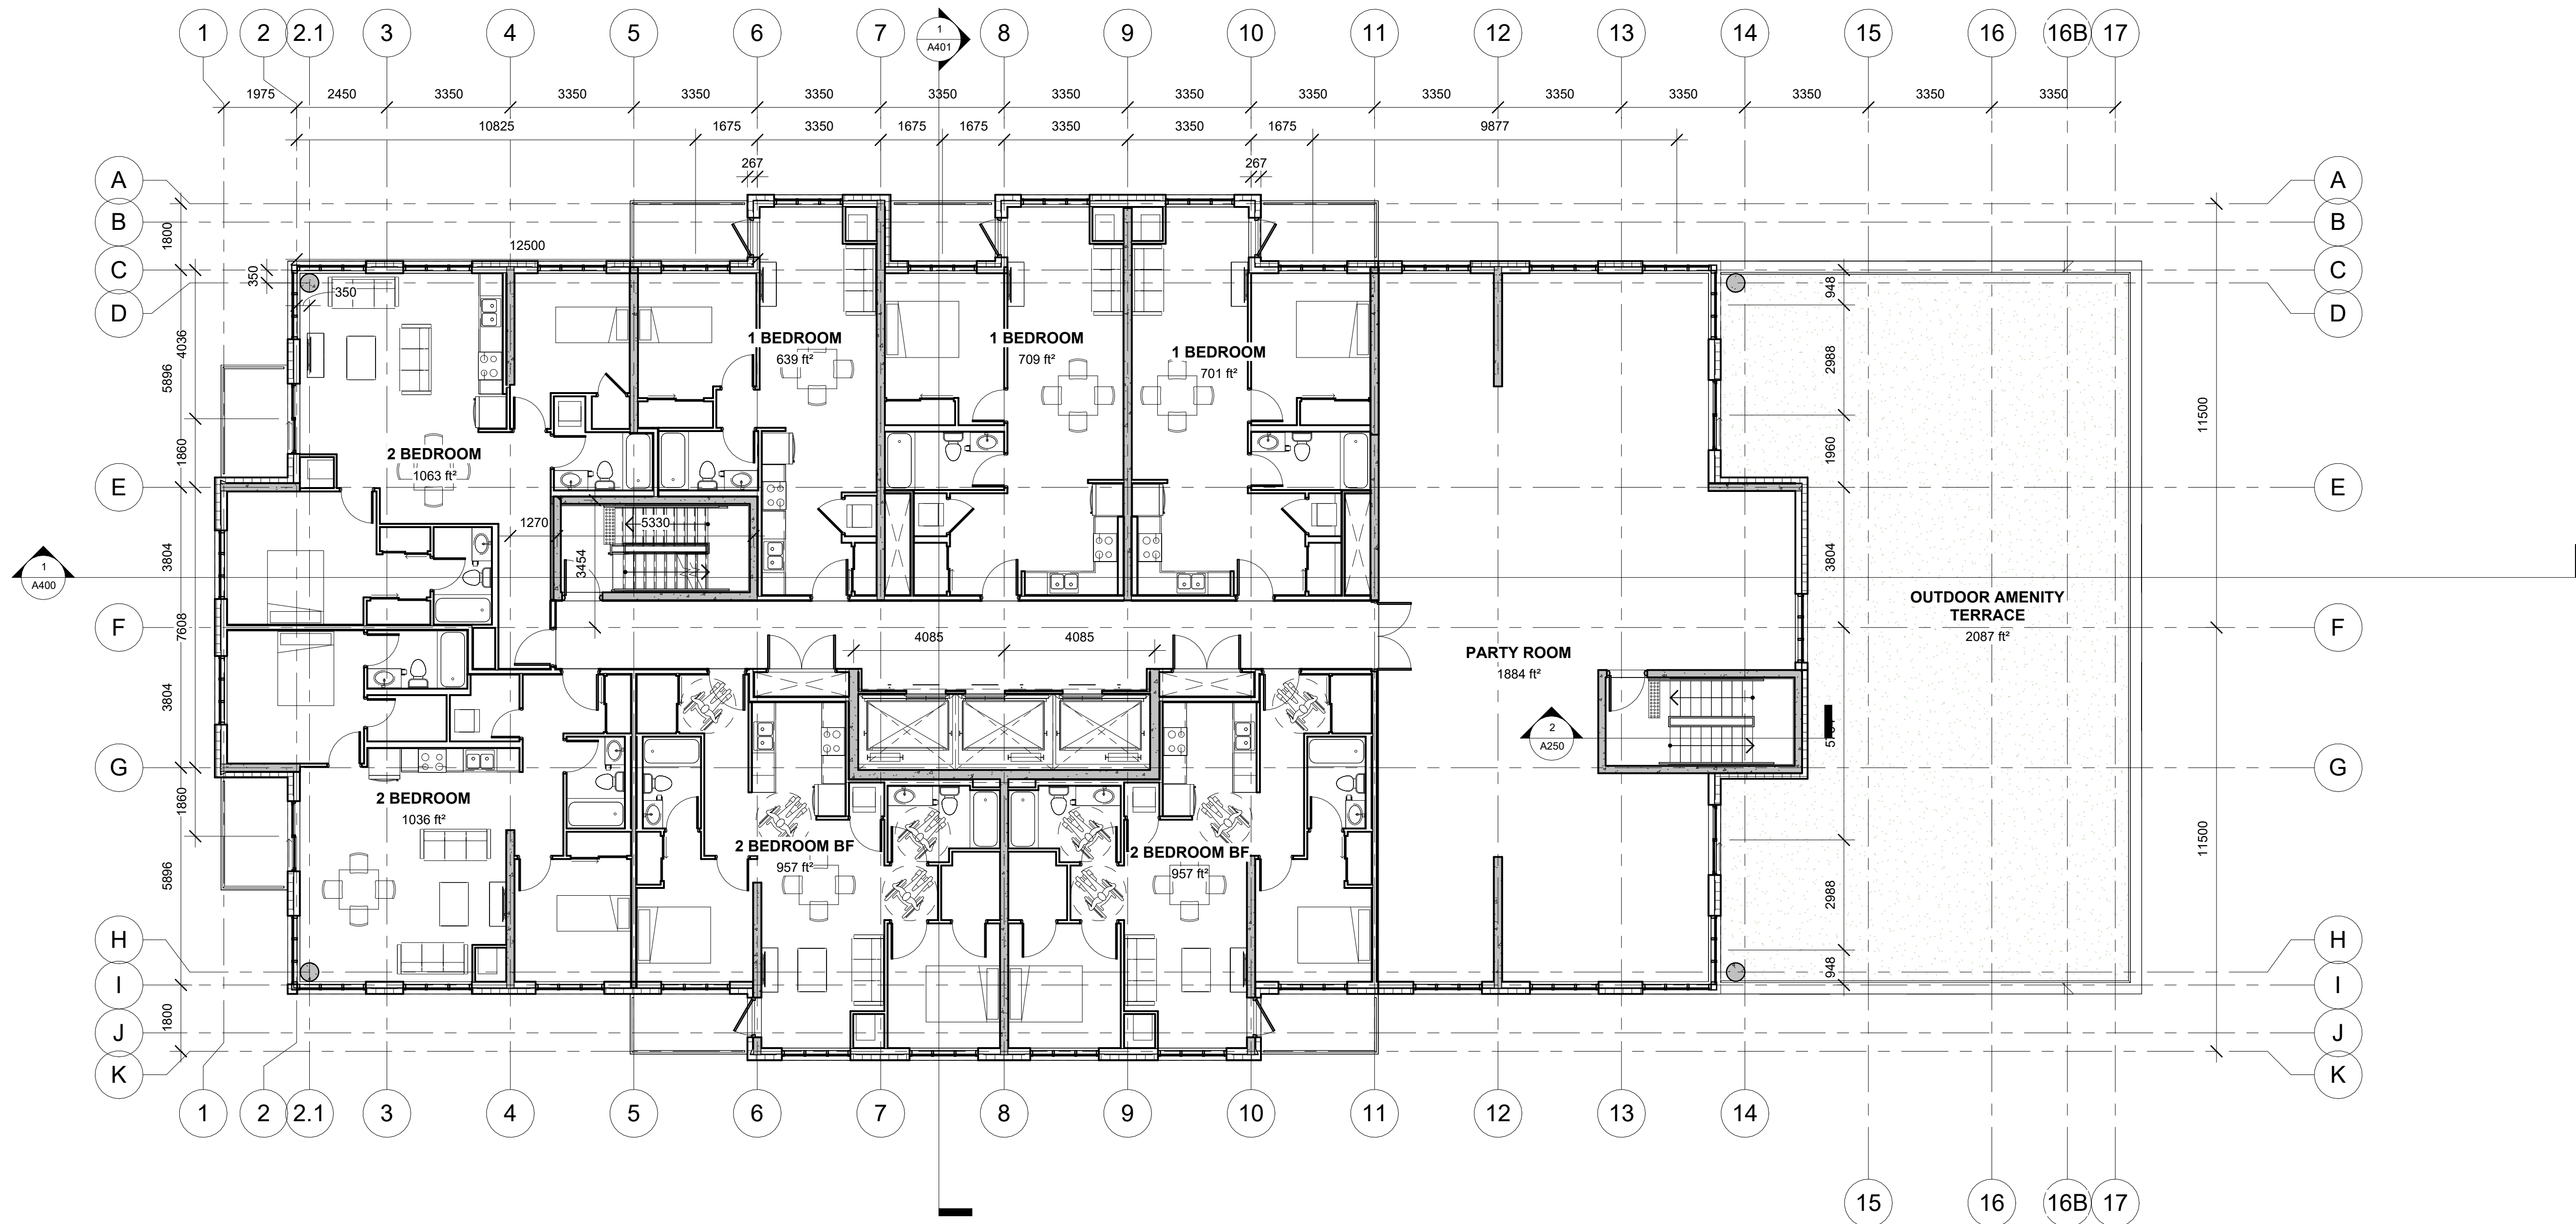 1 2 2.1 3 4 5 6 7 8 9 10 11 12 13 14 15 16 16B 17
1
A401
1975 2450 3350 3350 3350 3350 3350 3350 3350 3350 3350 3350 3350 3350 3350 3350
10825 1675 3350 1675 1675 3350 3350 1675 9877
267 267
A A
B B
1800
12500
C C
350
948
350
D D
4036
5896
2988
1 BEDROOM
639 ft²
1 BEDROOM
709 ft²
1 BEDROOM
701 ft²
11500
1860
2 BEDROOM
1063 ft²
1960
E E
1270 5330
3454
3804
3804
1
A400
OUTDOOR AMENITY
TERRACE
2087 ft²
F F
7608
4085 4085
PARTY ROOM
1884 ft²
3804
2
A250
G G
1860
2 BEDROOM
1036 ft²
2 BEDROOM BF
957 ft²
2 BEDROOM BF
957 ft²
5896
2988
11500
H H
948
I I
1800
J J
K K
1 2 2.1 3 4 5 6 7 8 9 10 11 12 13 14
15 16 16B 17